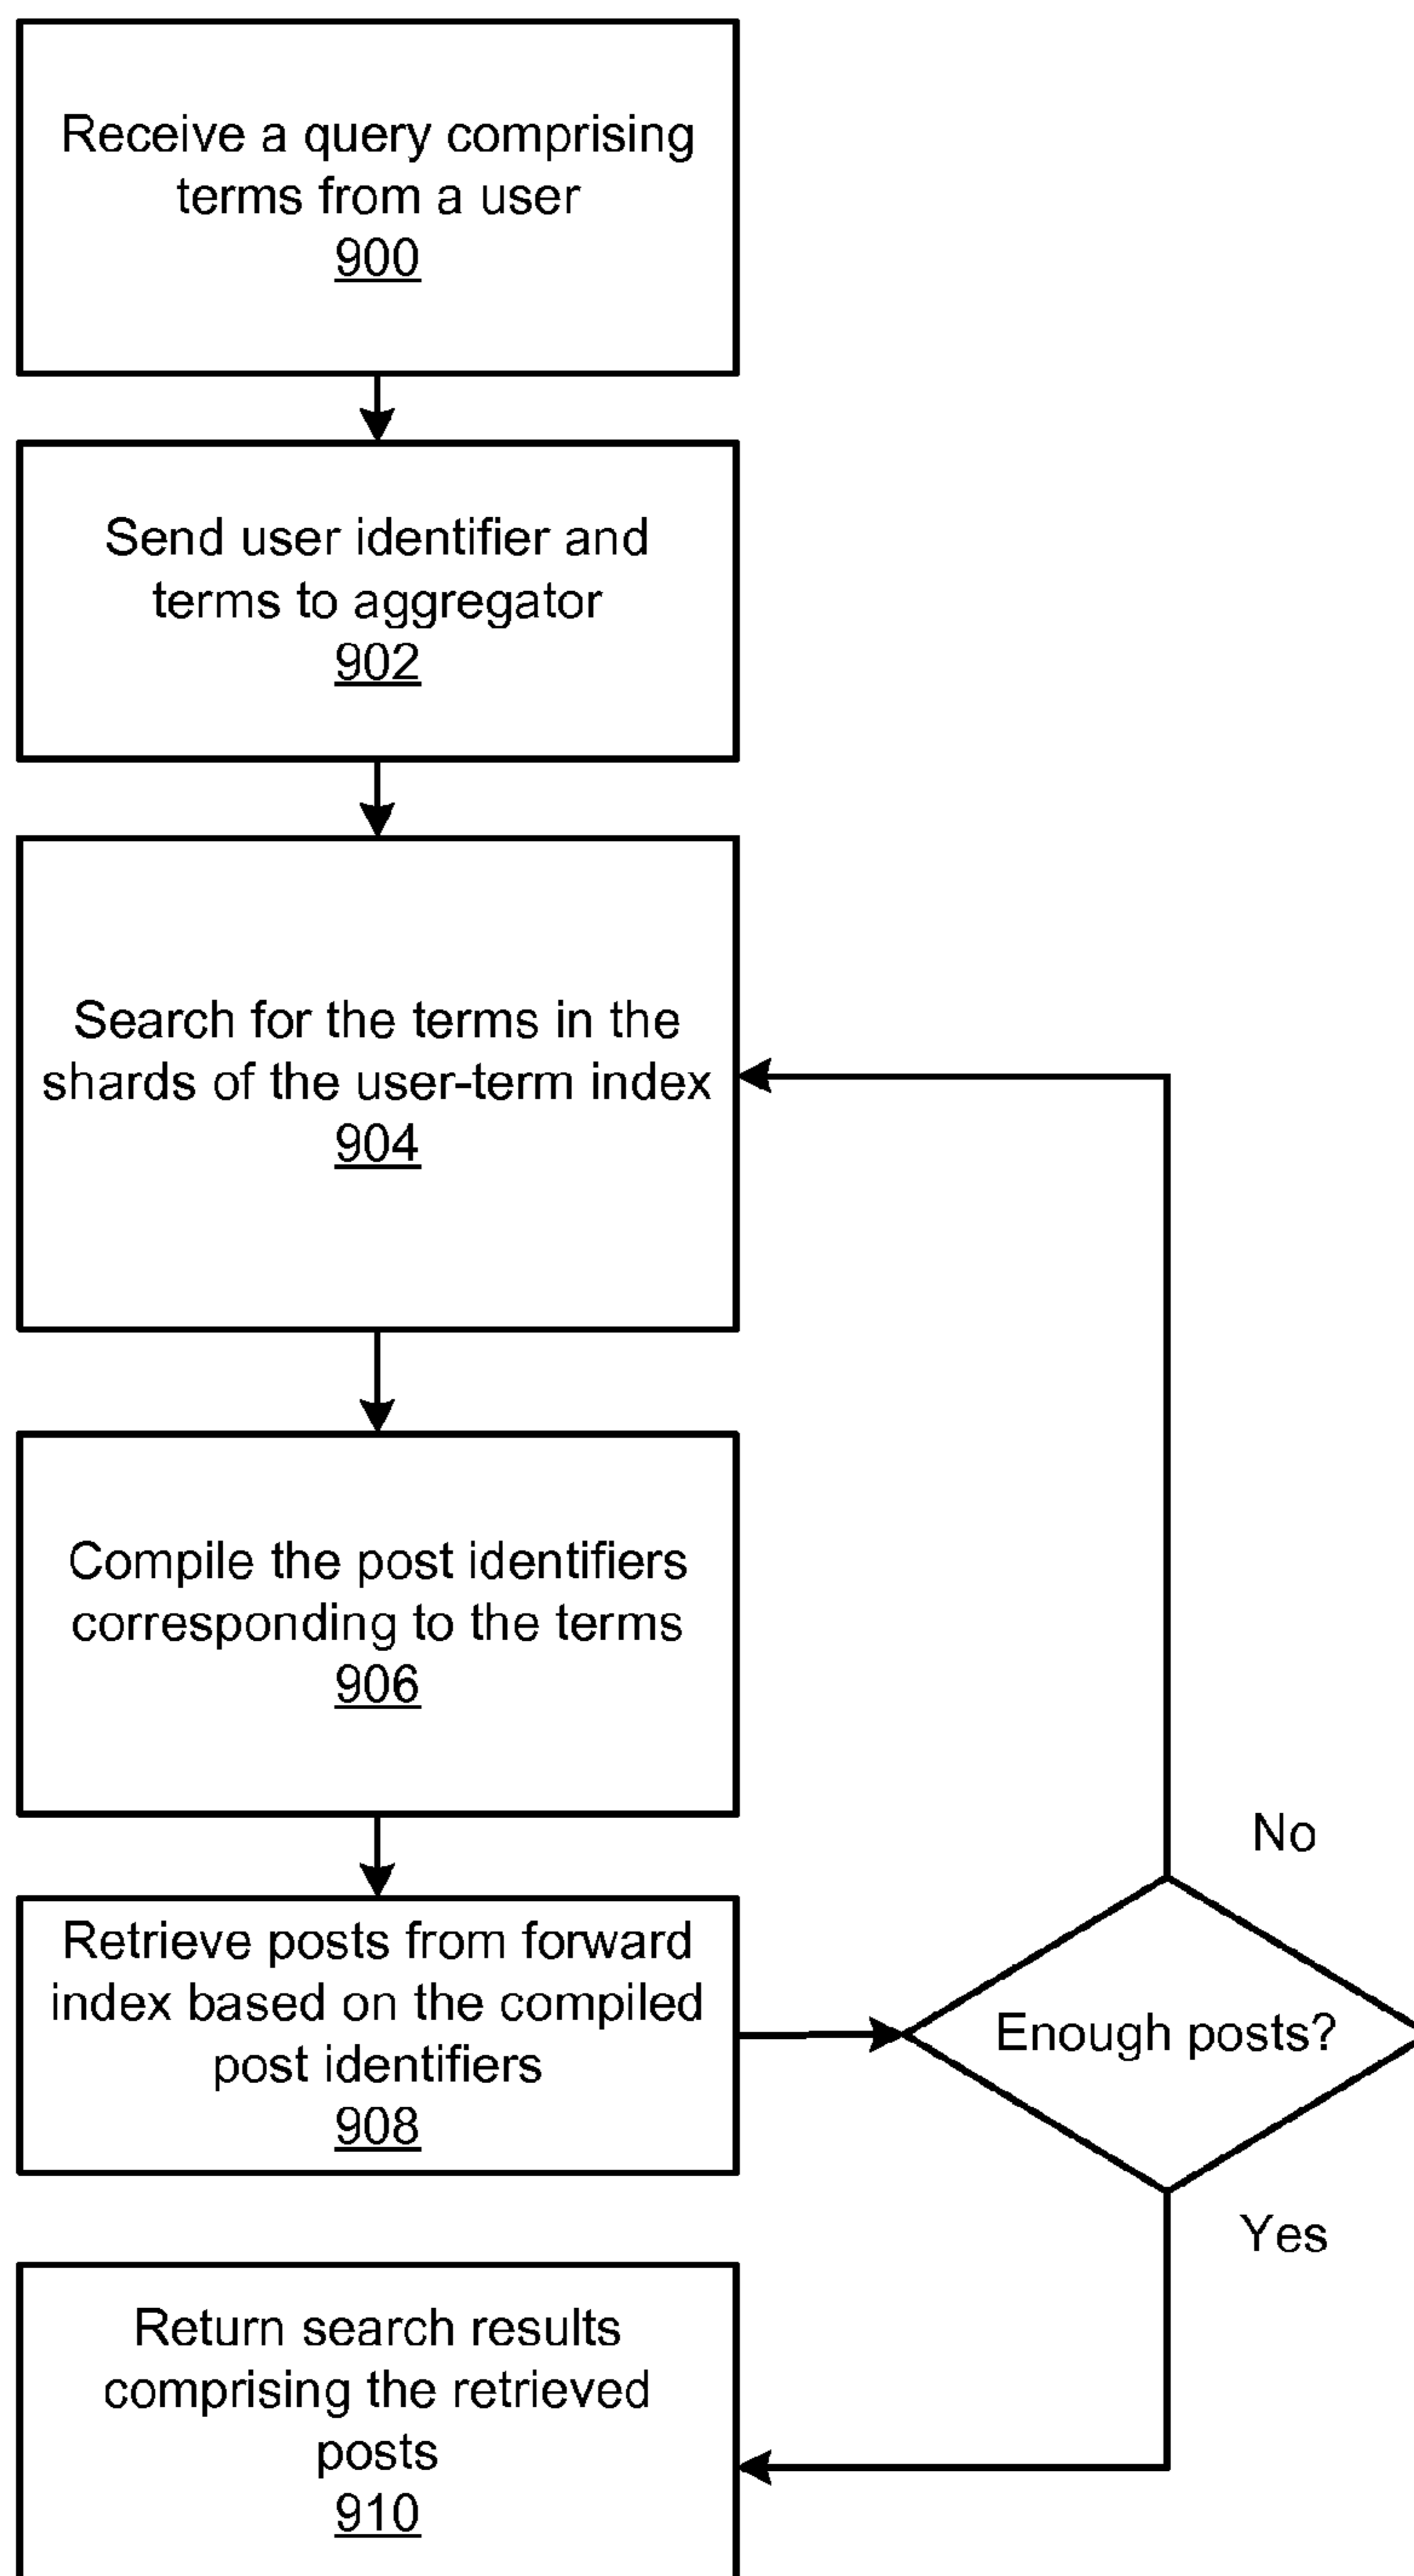 Receive a query comprising
terms from a user
900
Send user identifier and
terms to aggregator
902
Search for the terms in the
shards of the user-term index
904
Compile the post identifiers
corresponding to the terms
906
Retrieve posts from forward
index based on the compiled
post identifiers
908
No
Enough posts?
Yes
Return search results
comprising the retrieved
posts
910